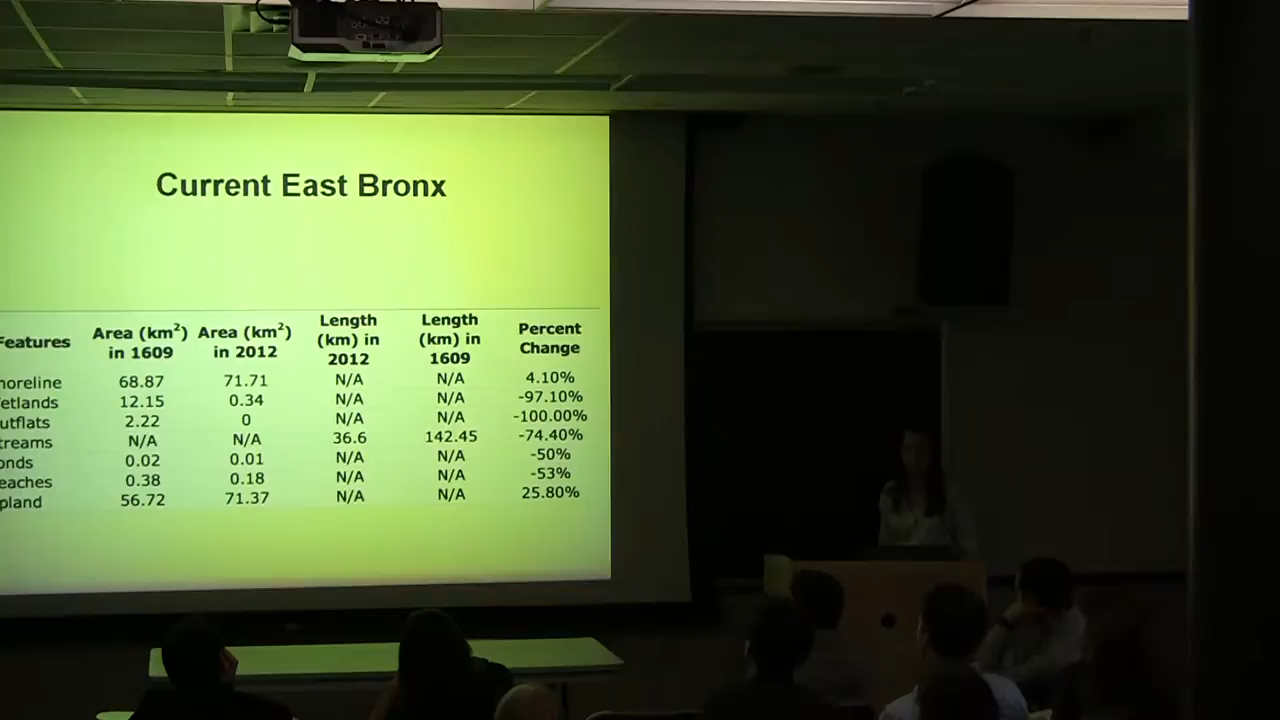 Current East Bronx
Features Area (km²) in 1609 Area (km²) in 2012 Length (km) in 2012 Length (km) in 1609 Percent Change
horeline 68.87 71.71 N/A N/A 4.10%
etlands 12.15 0.34 N/A N/A -97.10%
utflats 2.22 0 N/A N/A -100.00%
treams N/A N/A 36.6 142.45 -74.40%
onds 0.02 0.01 N/A N/A -50%
eaches 0.38 0.18 N/A N/A -53%
pland 56.72 71.37 N/A N/A 25.80%